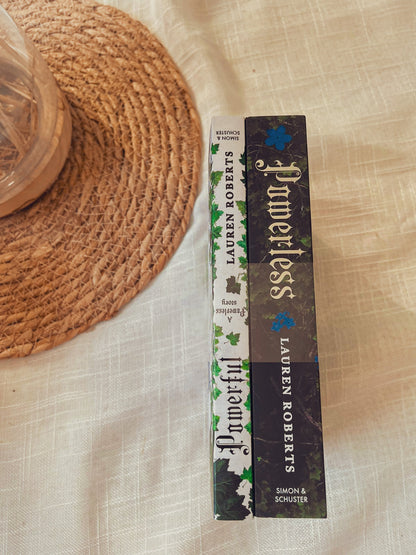 Powerful
A
Powerless
story
LAUREN ROBERTS
SIMON &
SCHUSTER
Powerless
LAUREN ROBERTS
SIMON &
SCHUSTER